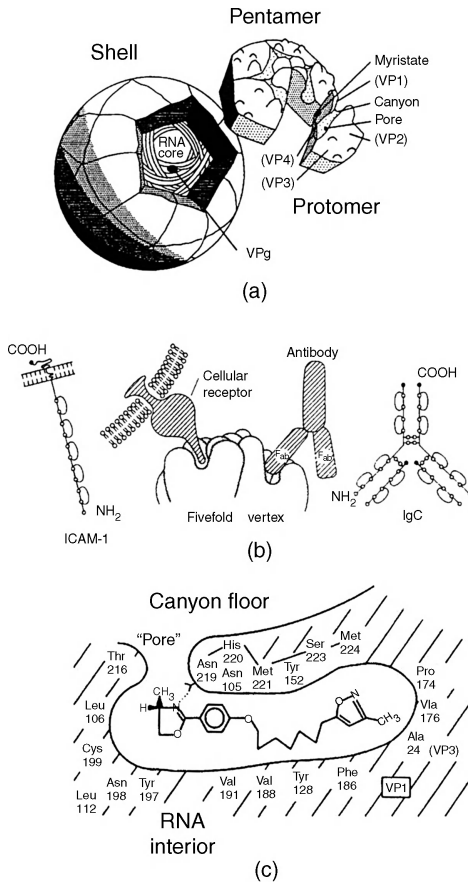 Pentamer
Shell
Myristate
(VP1)
Canyon
Pore
(VP2)
RNA
core
(VP4)
(VP3)
Protomer
VPg
(a)
COOH
Cellular
receptor
Antibody
COOH
Fab
Fab
NH2
NH2
Fivefold vertex
IgC
ICAM-1
(b)
Canyon floor
"Pore"
Thr
216
His
220
Ser
223
Met
224
Asn
219
Asn
105
Met
221
Tyr
152
Pro
174
CH3
H
N
O
O
O
N
CH3
Leu
106
Vla
176
Cys
199
Ala
24 (VP3)
Leu
112
Asn
198
Tyr
197
Val
191
Val
188
Tyr
128
Phe
186
VP1
RNA
interior
(c)